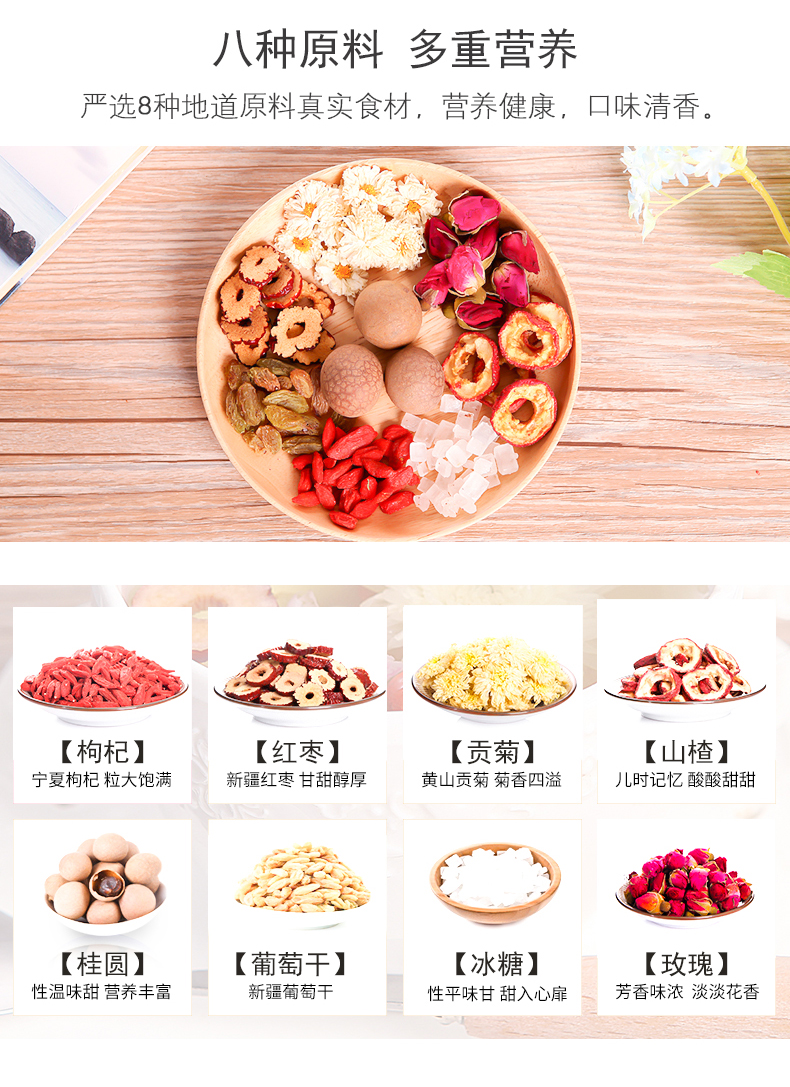 八种原料 多重营养
严选8种地道原料真实食材，营养健康，口味清香。
【枸杞】
宁夏枸杞 粒大饱满
【红枣】
新疆红枣 甘甜醇厚
【贡菊】
黄山贡菊 菊香四溢
【山楂】
儿时记忆 酸酸甜甜
【桂圆】
性温味甜 营养丰富
【葡萄干】
新疆葡萄干
【冰糖】
性平味甘 甜入心扉
【玫瑰】
芳香味浓 淡淡花香